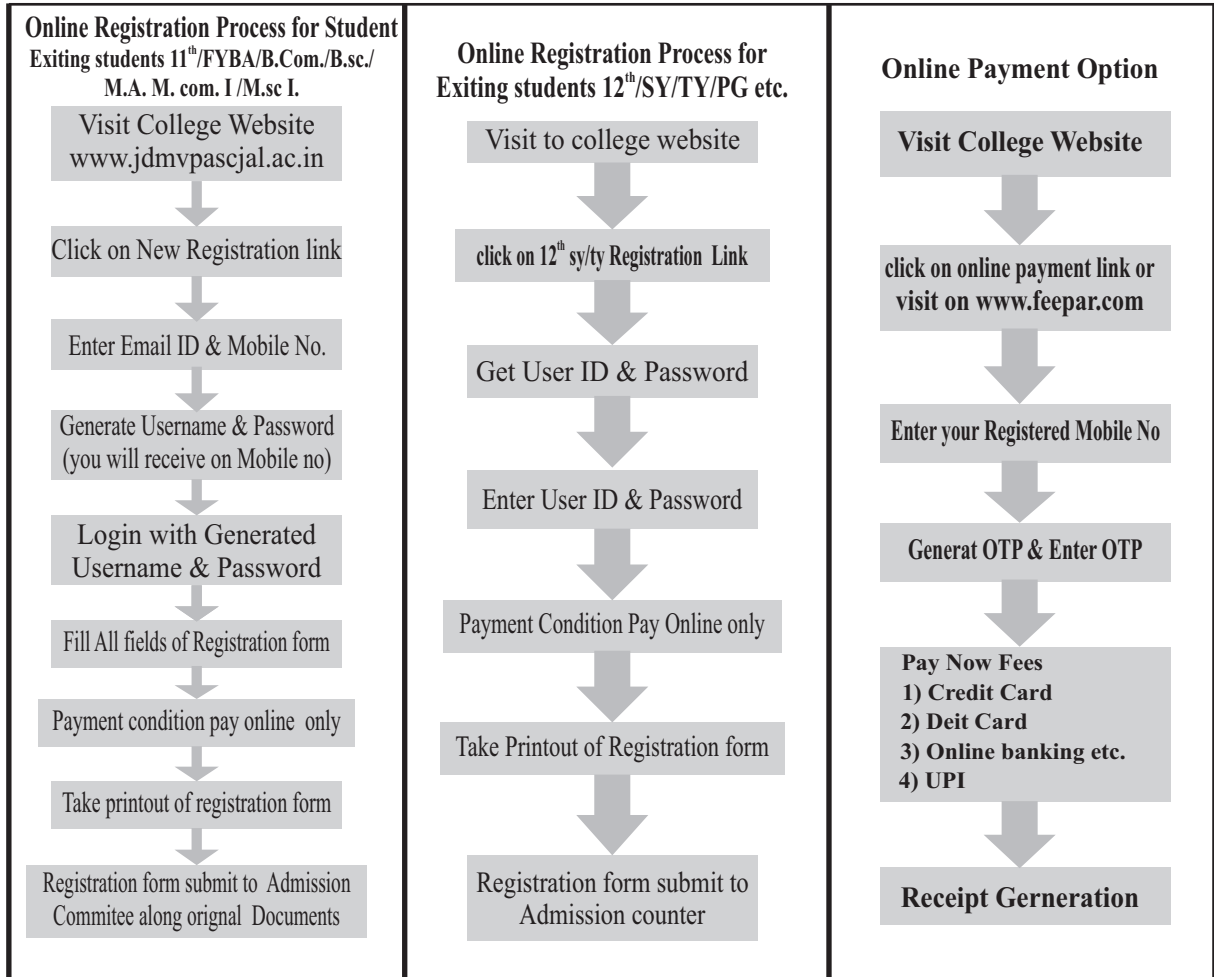 Online Registration Process for Student
Exiting students 11th/FYBA/B.Com./B.sc./
M.A. M. com. I /M.sc I.
Visit College Website
www.jdmvpascjal.ac.in
Click on New Registration link
Enter Email ID & Mobile No.
Generate Username & Password
(you will receive on Mobile no)
Login with Generated
Username & Password
Fill All fields of Registration form
Payment condition pay online only
Take printout of registration form
Registration form submit to Admission
Commitee along orignal Documents
Online Registration Process for
Exiting students 12th/SY/TY/PG etc.
Visit to college website
click on 12th sy/ty Registration Link
Get User ID & Password
Enter User ID & Password
Payment Condition Pay Online only
Take Printout of Registration form
Registration form submit to
Admission counter
Online Payment Option
Visit College Website
click on online payment link or
visit on www.feepar.com
Enter your Registered Mobile No
Generat OTP & Enter OTP
Pay Now Fees
1) Credit Card
2) Deit Card
3) Online banking etc.
4) UPI
Receipt Gerneration